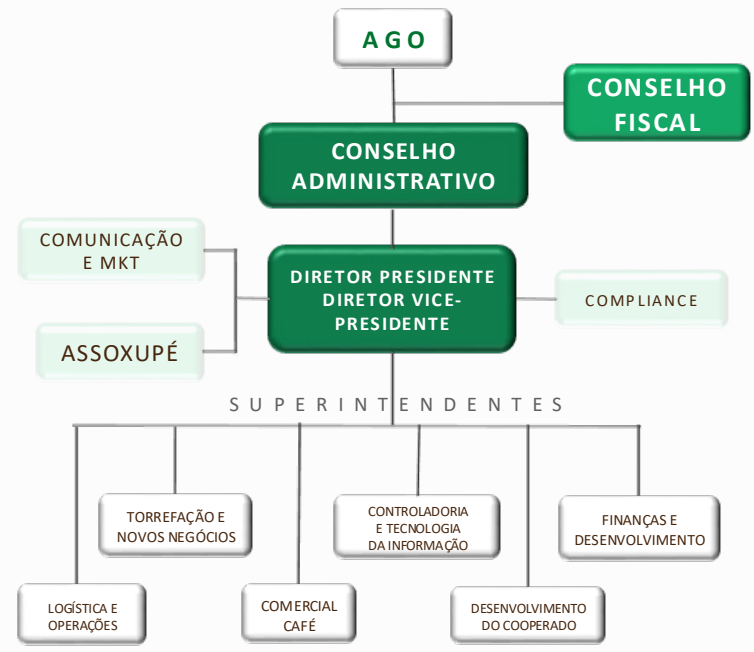 AGO
CONSELHO
FISCAL
CONSELHO
ADMINISTRATIVO
COMUNICAÇÃO
E MKT
DIRETOR PRESIDENTE
DIRETOR VICE-
PRESIDENTE
COMPLIANCE
ASSOXUPÉ
SUPERINTENDENTES
TORREFAÇÃO E
NOVOS NEGÓCIOS
CONTROLADORIA
E TECNOLOGIA
DA INFORMAÇÃO
FINANÇAS E
DESENVOLVIMENTO
LOGÍSTICA E
OPERAÇÕES
COMERCIAL
CAFÉ
DESENVOLVIMENTO
DO COOPERADO